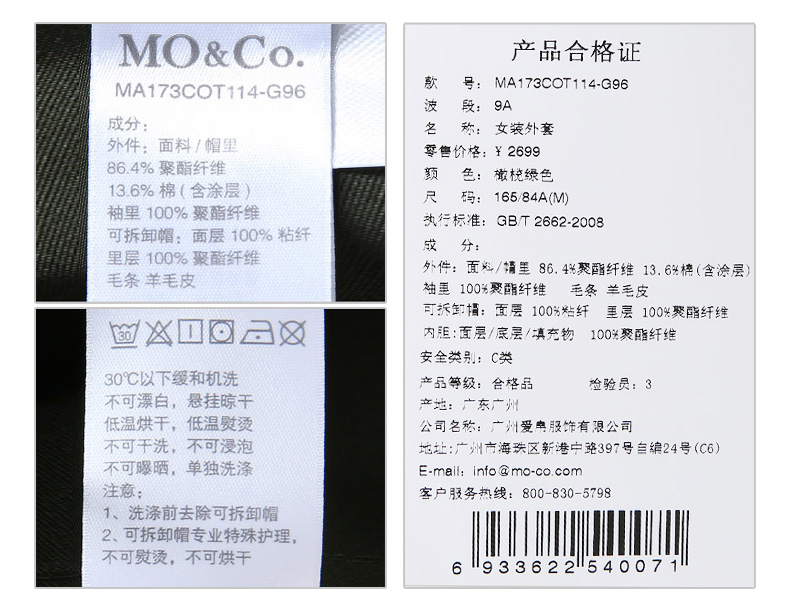 MO&Co.
MA173COT114-G96
成分:
外件: 面料/帽里
86.4% 聚酯纤维
13.6% 棉(含涂层)
袖里 100% 聚酯纤维
可拆卸帽: 面层 100% 粘纤
里层 100% 聚酯纤维
毛条 羊毛皮
30
30℃以下缓和机洗
不可漂白，悬挂晾干
低温烘干，低温熨烫
不可干洗，不可浸泡
不可曝晒，单独洗涤
注意:
1、洗涤前去除可拆卸帽
2、可拆卸帽专业特殊护理，
不可熨烫，不可烘干
产品合格证
款 号: MA173COT114-G96
波 段: 9A
名 称: 女装外套
零售价格: ¥ 2699
颜 色: 橄榄绿色
尺 码: 165/84A(M)
执行标准: GB/T 2662-2008
成 分:
外件: 面料/帽里 86.4%聚酯纤维 13.6%棉(含涂层)
袖里 100%聚酯纤维 毛条 羊毛皮
可拆卸帽: 面层 100%粘纤 里层 100%聚酯纤维
内胆:面层/底层/填充物 100%聚酯纤维
安全类别: C类
产品等级: 合格品 检验员: 3
产地: 广东广州
公司名称: 广州爱帛服饰有限公司
地址:广州市海珠区新港中路397号自编24号(C6)
E-mail: info@mo-co.com
客户服务热线: 800-830-5798
6 933622 540071